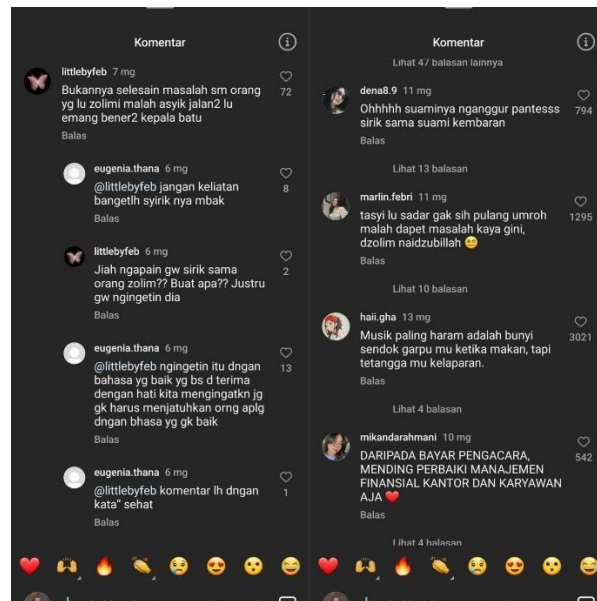 Komentar
littlebyfeb 7 mg
Bukannya selesain masalah sm orang
yg lu zolimi malah asyik jalan2 lu
emang bener2 kepala batu
72
Balas
eugenia.thana 6 mg
@littlebyfeb jangan keliatan
bangetlh syirik nya mbak
8
Balas
littlebyfeb 6 mg
Jiah ngapain gw sirik sama
orang zolim?? Buat apa?? Justru
gw ngingetin dia
2
Balas
eugenia.thana 6 mg
@littlebyfeb ngingetin itu dngan
bahasa yg baik yg bs d terima
dengan hati kita mengingatkn jg
gk harus menjatuhkan orng aplg
dngan bhasa yg gk baik
13
Balas
eugenia.thana 6 mg
@littlebyfeb komentar lh dngan
kata" sehat
1
Balas
Komentar
Lihat 47 balasan lainnya
dena8.9 11 mg
Ohhhhh suaminya nganggur pantesss
sirik sama suami kembaran
794
Balas
Lihat 13 balasan
marlin.febri 11 mg
tasyi lu sadar gak sih pulang umroh
malah dapet masalah kaya gini,
dzolim naidzubillah 😮‍💨
1295
Balas
Lihat 10 balasan
haii.gha 13 mg
Musik paling haram adalah bunyi
sendok garpu mu ketika makan, tapi
tetangga mu kelaparan.
3021
Balas
Lihat 4 balasan
mikandarahmani 10 mg
DARIPADA BAYAR PENGACARA,
MENDING PERBAIKI MANAJEMEN
FINANSIAL KANTOR DAN KARYAWAN
AJA ❤️
542
Balas
Lihat 4 balasan